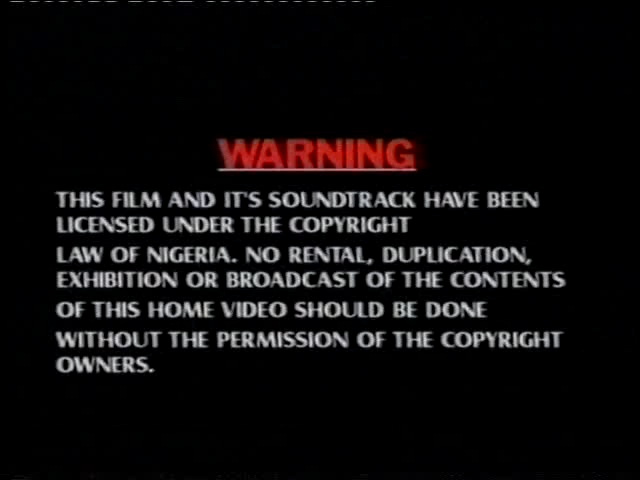 WARNING
THIS FILM AND IT'S SOUNDTRACK HAVE BEEN
LICENSED UNDER THE COPYRIGHT
LAW OF NIGERIA. NO RENTAL, DUPLICATION,
EXHIBITION OR BROADCAST OF THE CONTENTS
OF THIS HOME VIDEO SHOULD BE DONE
WITHOUT THE PERMISSION OF THE COPYRIGHT
OWNERS.